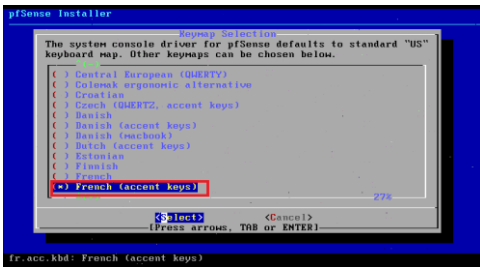 pfSense Installer
Keymap Selection
The system console driver for pfSense defaults to standard "US"
keyboard map. Other keymaps can be chosen below.
( ) Central European (QWERTY)
( ) Colemak ergonomic alternative
( ) Croatian
( ) Czech (QWERTZ, accent keys)
( ) Danish
( ) Danish (accent keys)
( ) Danish (macbook)
( ) Dutch (accent keys)
( ) Estonian
( ) Finnish
( ) French
(*) French (accent keys)
27%
<Select> <Cancel>
[Press arrows, TAB or ENTER]
fr.acc.kbd: French (accent keys)